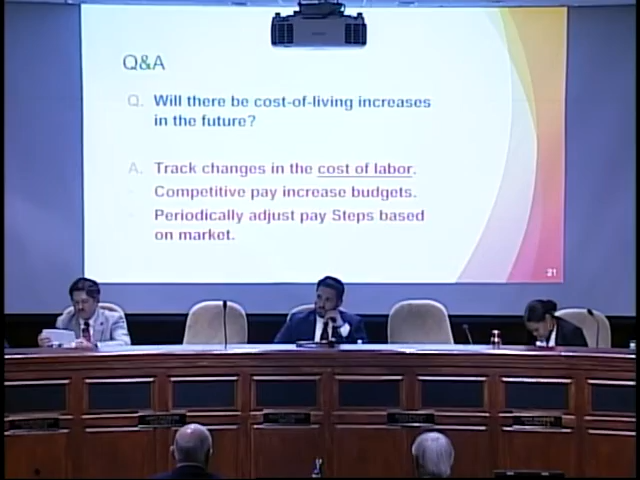 Q&A
Q. Will there be cost-of-living increases
in the future?
A. Track changes in the cost of labor.
Competitive pay increase budgets.
Periodically adjust pay Steps based
on market.
21